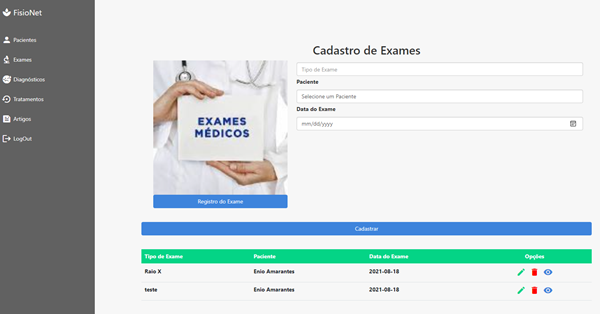 FisioNet
Pacientes
Exames
Diagnósticos
Tratamentos
Artigos
LogOut
Cadastro de Exames
EXAMES
MÉDICOS
Registro do Exame
Tipo de Exame
Paciente
Selecione um Paciente
Data do Exame
mm/dd/yyyy
Cadastrar
Tipo de Exame Paciente Data do Exame Opções
Raio X Enio Amarantes 2021-08-18
teste Enio Amarantes 2021-08-18